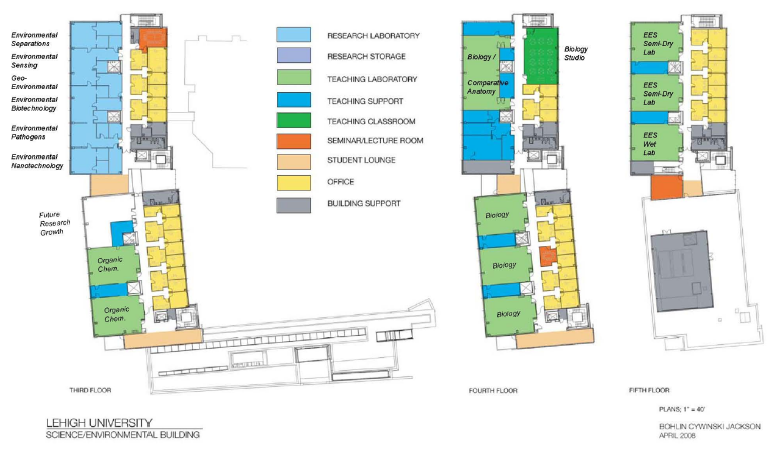 Environmental
Separations
Environmental
Sensing
Geo-
Environmental
Environmental
Biotechnology
Environmental
Pathogens
Environmental
Nanotechnology
Future
Research
Growth
Organic
Chem.
Organic
Chem.
THIRD FLOOR
RESEARCH LABORATORY
RESEARCH STORAGE
TEACHING LABORATORY
TEACHING SUPPORT
TEACHING CLASSROOM
SEMINAR/LECTURE ROOM
STUDENT LOUNGE
OFFICE
BUILDING SUPPORT
Biology /
Comparative
Anatomy
Biology
Studio
Biology
Biology
Biology
FOURTH FLOOR
EES
Semi-Dry
Lab
EES
Semi-Dry
Lab
EES
Wet
Lab
FIFTH FLOOR
PLANS; 1" = 40'
LEHIGH UNIVERSITY
SCIENCE/ENVIRONMENTAL BUILDING
BOHLIN CYWINSKI JACKSON
APRIL 2008